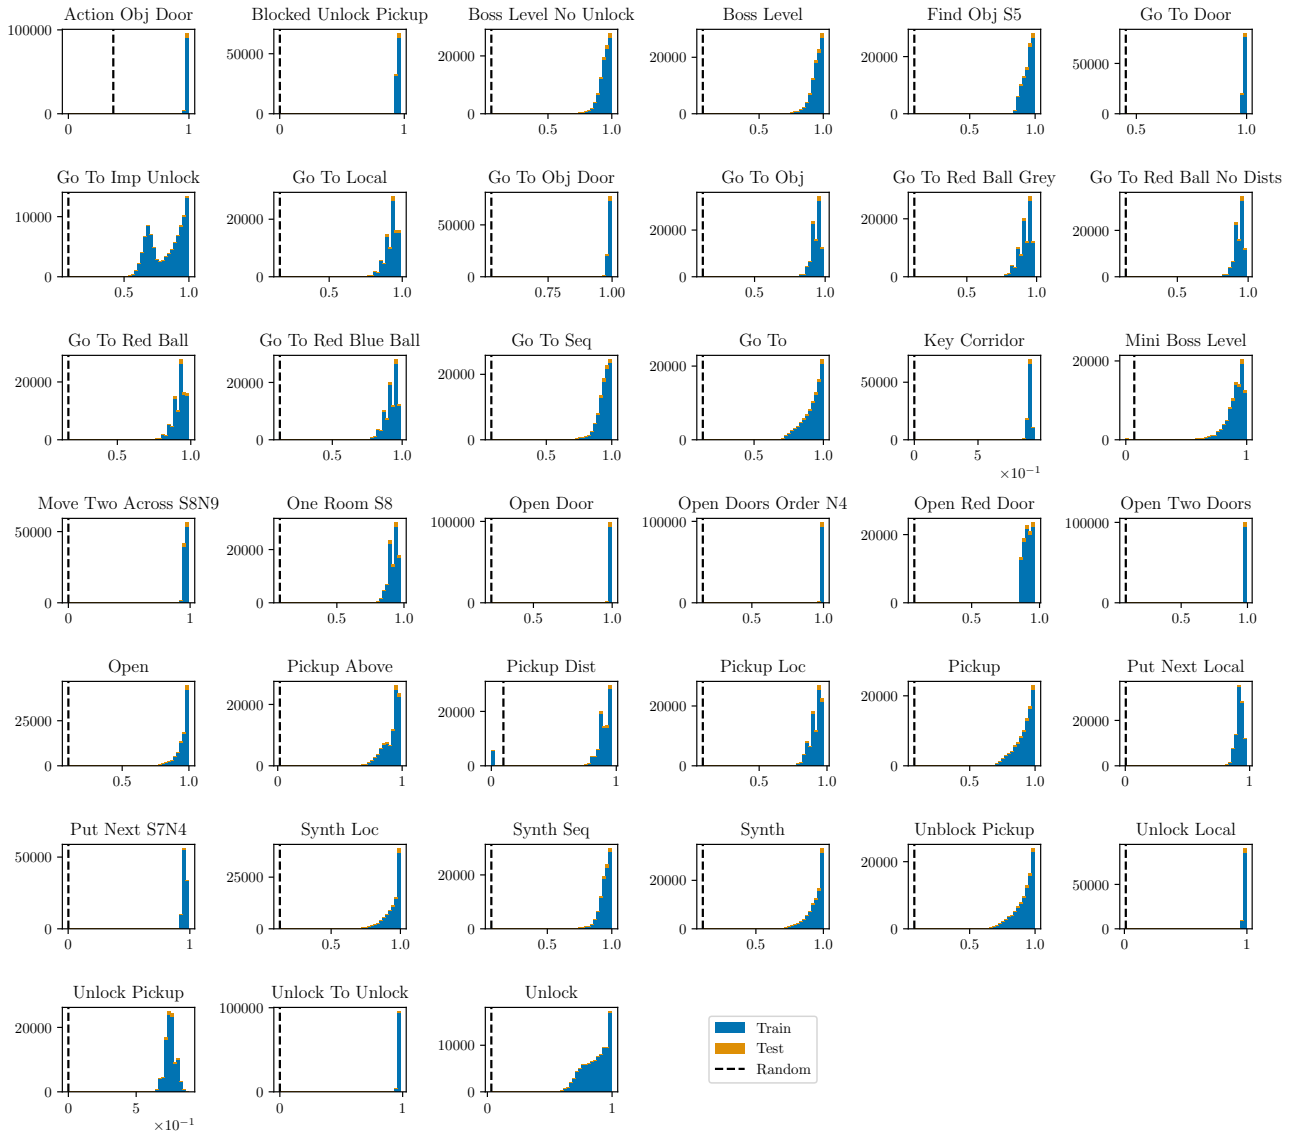 Action Obj Door
100000
0
0 1
Blocked Unlock Pickup
50000
0
0 1
Boss Level No Unlock
20000
0
0.5 1.0
Boss Level
20000
0
0.5 1.0
Find Obj S5
20000
0
0.5 1.0
Go To Door
50000
0
0.5 1.0
Go To Imp Unlock
10000
0
0.5 1.0
Go To Local
20000
0
0.5 1.0
Go To Obj Door
50000
0
0.75 1.00
Go To Obj
20000
0
0.5 1.0
Go To Red Ball Grey
20000
0
0.5 1.0
Go To Red Ball No Dists
20000
0
0.5 1.0
Go To Red Ball
20000
0
0.5 1.0
Go To Red Blue Ball
20000
0
0.5 1.0
Go To Seq
20000
0
0.5 1.0
Go To
20000
0
0.5 1.0
Key Corridor
50000
0
0 5
×10⁻¹
Mini Boss Level
20000
0
0 1
Move Two Across S8N9
50000
0
0 1
One Room S8
20000
0
0.5 1.0
Open Door
100000
0
0.5 1.0
Open Doors Order N4
100000
0
0.5 1.0
Open Red Door
20000
0
0.5 1.0
Open Two Doors
100000
0
0.5 1.0
Open
25000
0
0.5 1.0
Pickup Above
20000
0
0 1
Pickup Dist
20000
0
0 1
Pickup Loc
20000
0
0.5 1.0
Pickup
20000
0
0.5 1.0
Put Next Local
20000
0
0 1
Put Next S7N4
50000
0
0 1
Synth Loc
25000
0
0.5 1.0
Synth Seq
20000
0
0.5 1.0
Synth
20000
0
0.5 1.0
Unblock Pickup
20000
0
0.5 1.0
Unlock Local
50000
0
0 1
Unlock Pickup
20000
0
0 5
×10⁻¹
Unlock To Unlock
100000
0
0 1
Unlock
10000
0
0 1
Train
Test
Random